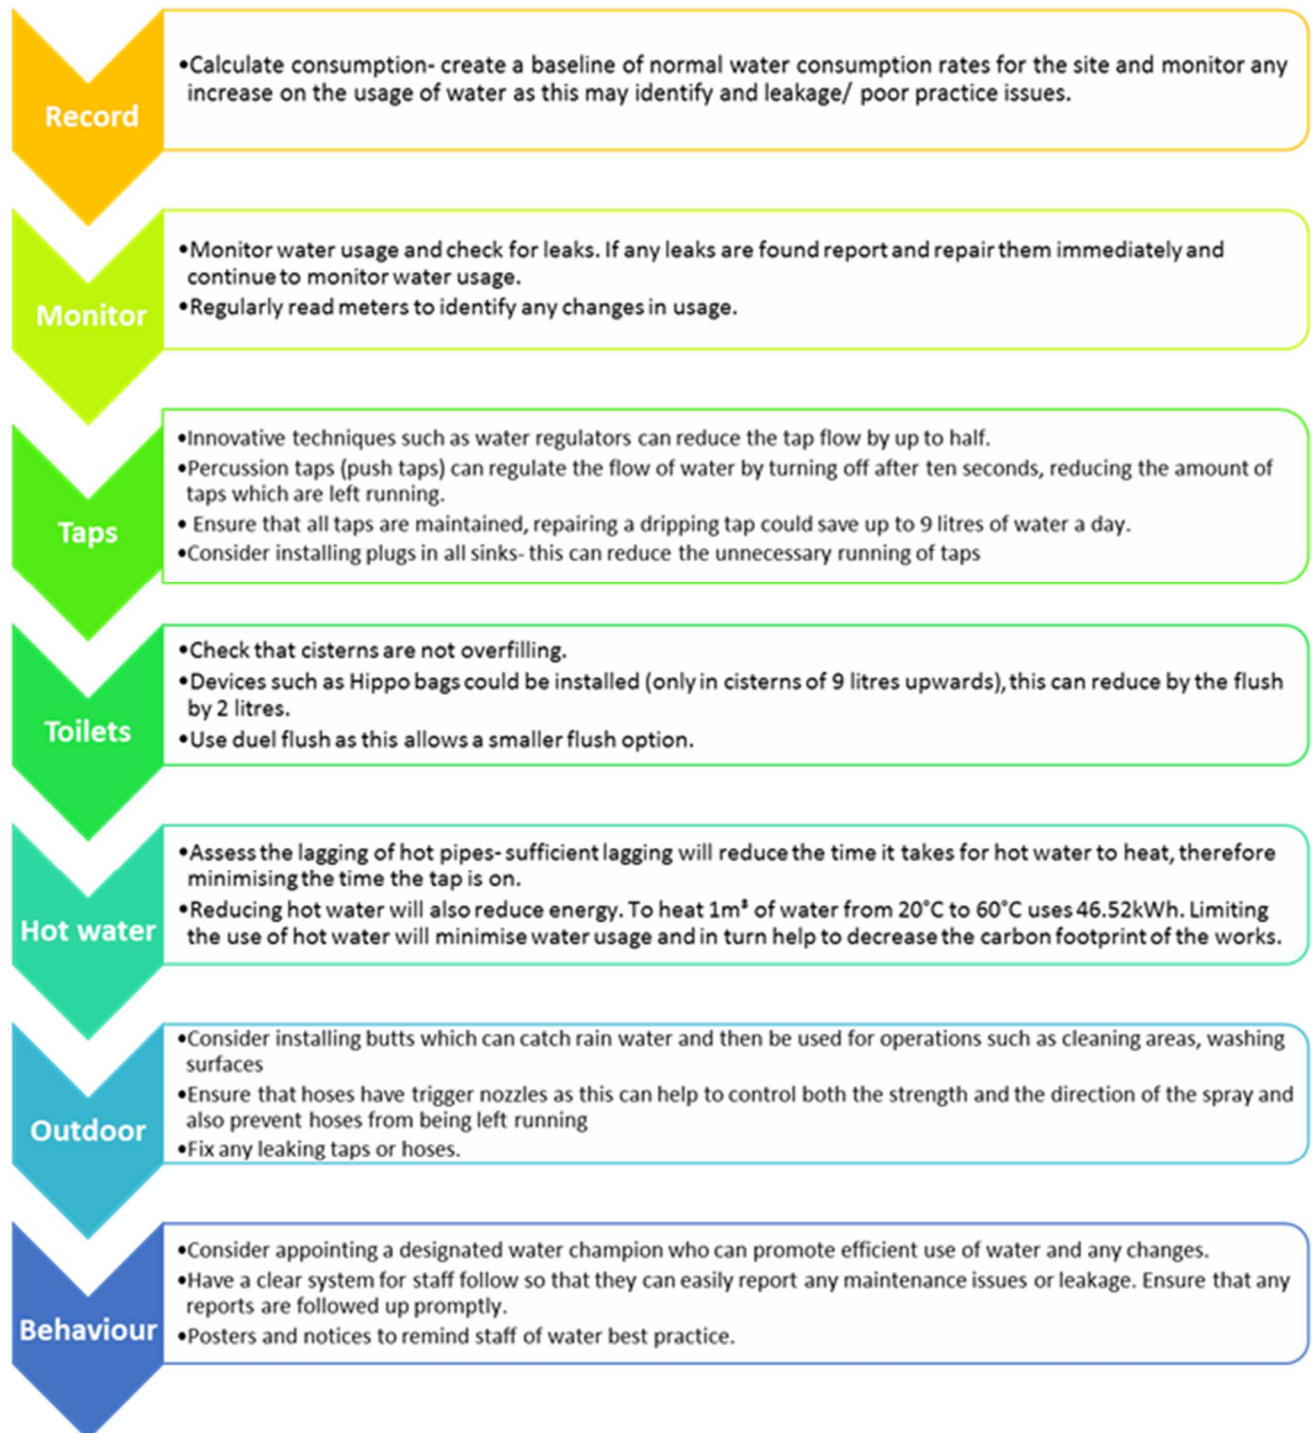 Record
•Calculate consumption- create a baseline of normal water consumption rates for the site and monitor any
increase on the usage of water as this may identify and leakage/ poor practice issues.
Monitor
•Monitor water usage and check for leaks. If any leaks are found report and repair them immediately and
continue to monitor water usage.
•Regularly read meters to identify any changes in usage.
Taps
•Innovative techniques such as water regulators can reduce the tap flow by up to half.
•Percussion taps (push taps) can regulate the flow of water by turning off after ten seconds, reducing the amount of
taps which are left running.
• Ensure that all taps are maintained, repairing a dripping tap could save up to 9 litres of water a day.
•Consider installing plugs in all sinks- this can reduce the unnecessary running of taps
Toilets
•Check that cisterns are not overfilling.
•Devices such as Hippo bags could be installed (only in cisterns of 9 litres upwards), this can reduce by the flush
by 2 litres.
•Use duel flush as this allows a smaller flush option.
Hot water
•Assess the lagging of hot pipes- sufficient lagging will reduce the time it takes for hot water to heat, therefore
minimising the time the tap is on.
•Reducing hot water will also reduce energy. To heat 1m³ of water from 20°C to 60°C uses 46.52kWh. Limiting
the use of hot water will minimise water usage and in turn help to decrease the carbon footprint of the works.
Outdoor
•Consider installing butts which can catch rain water and then be used for operations such as cleaning areas, washing
surfaces
•Ensure that hoses have trigger nozzles as this can help to control both the strength and the direction of the spray and
also prevent hoses from being left running
•Fix any leaking taps or hoses.
Behaviour
•Consider appointing a designated water champion who can promote efficient use of water and any changes.
•Have a clear system for staff follow so that they can easily report any maintenance issues or leakage. Ensure that any
reports are followed up promptly.
•Posters and notices to remind staff of water best practice.